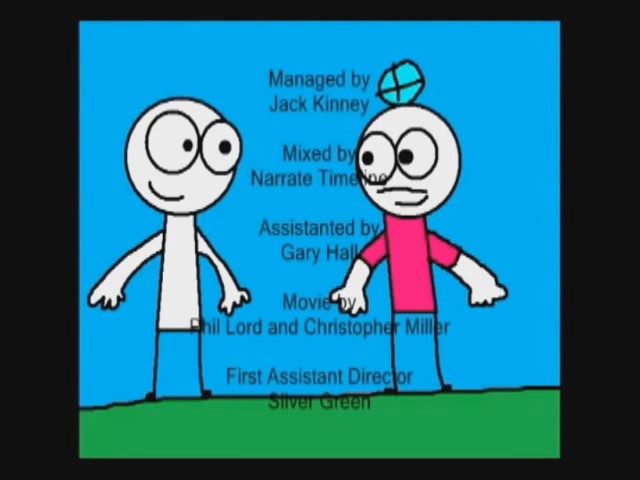 Managed by
Jack Kinney
Mixed by
Narrate Timeline
Assistanted by
Gary Hall
Movie by
Phil Lord and Christopher Miller
First Assistant Director
Silver Green